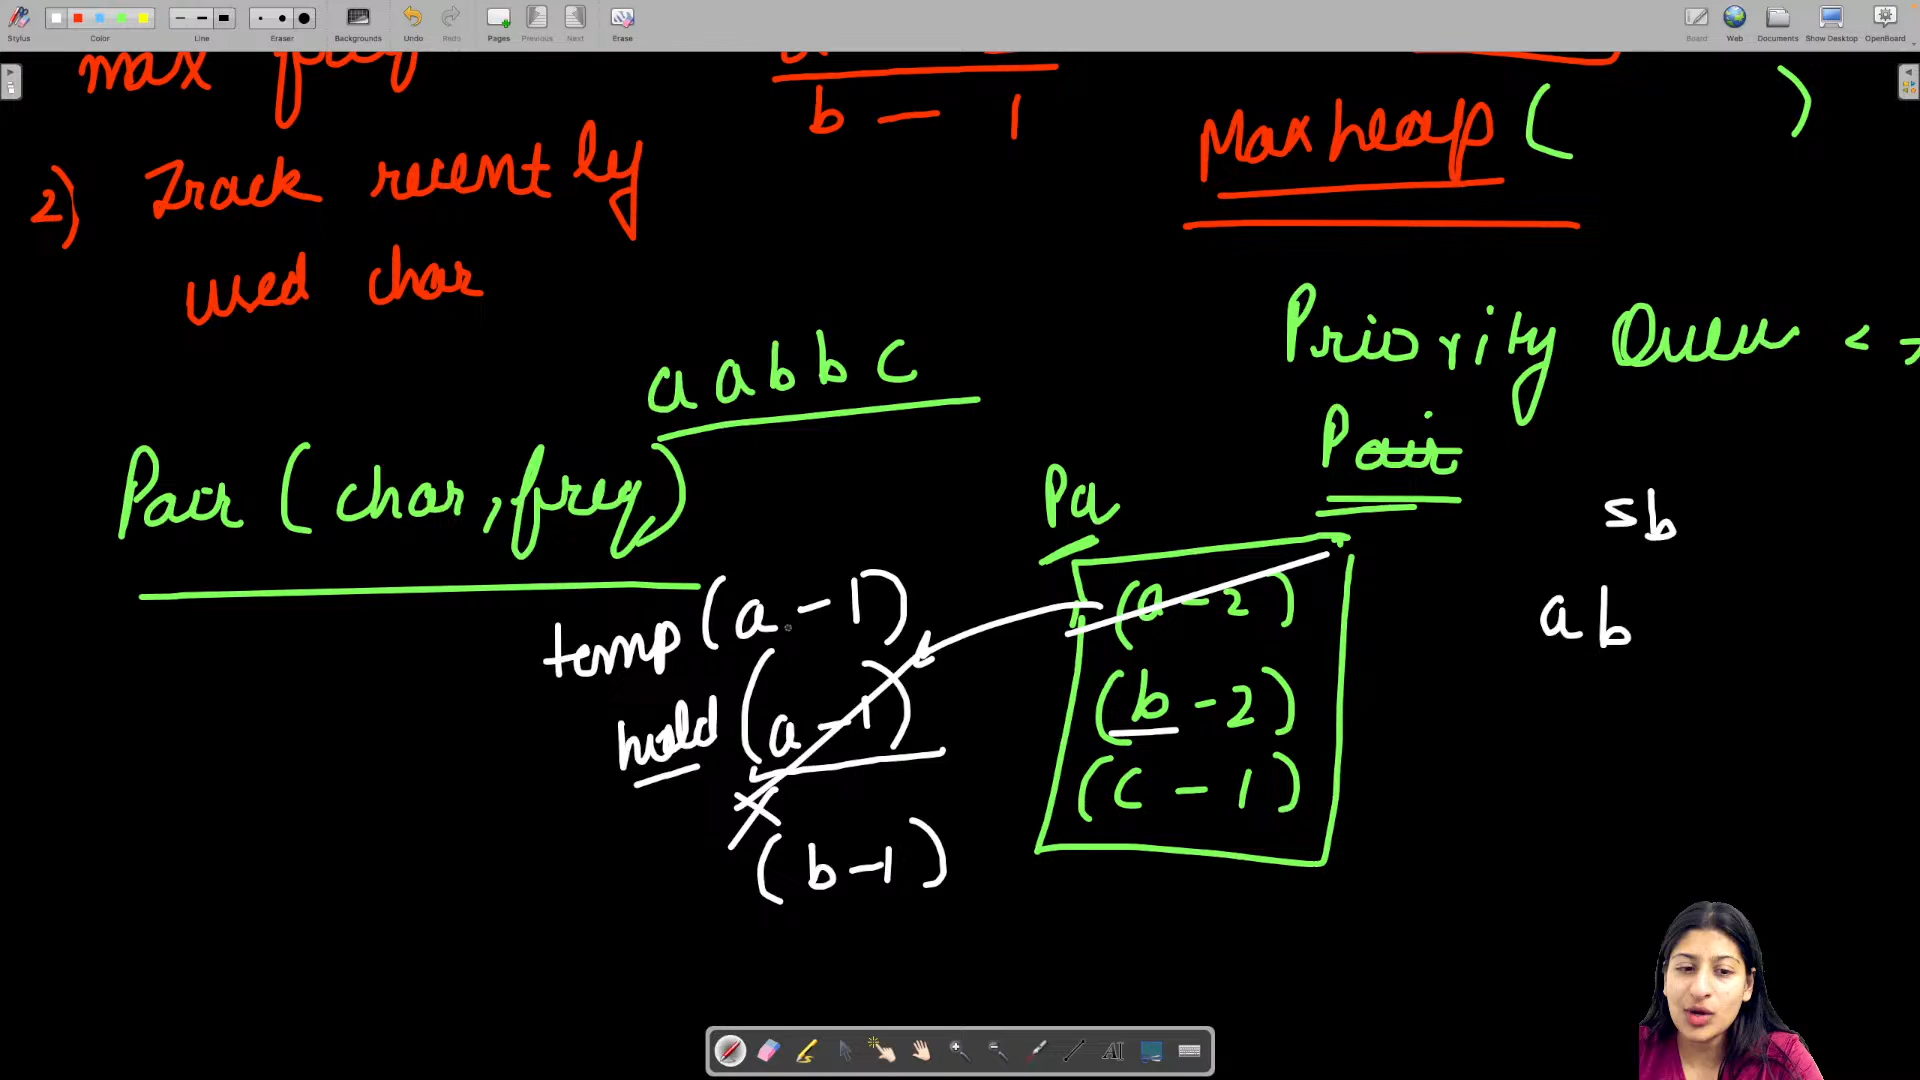 Stylus Color Line Eraser Backgrounds Undo Redo Pages Previous Next Erase Board Web Documents Show Desktop OpenBoard
max freq
b - 1
Maxheap ( )
2) Track recently
used char
Priority Queue <
aabbc
Pair
Pair (char, freq)
Pq
sb
temp (a-1)
(a-2)
ab
hold (a-1)
(b-2)
(c-1)
(b-1)
AI